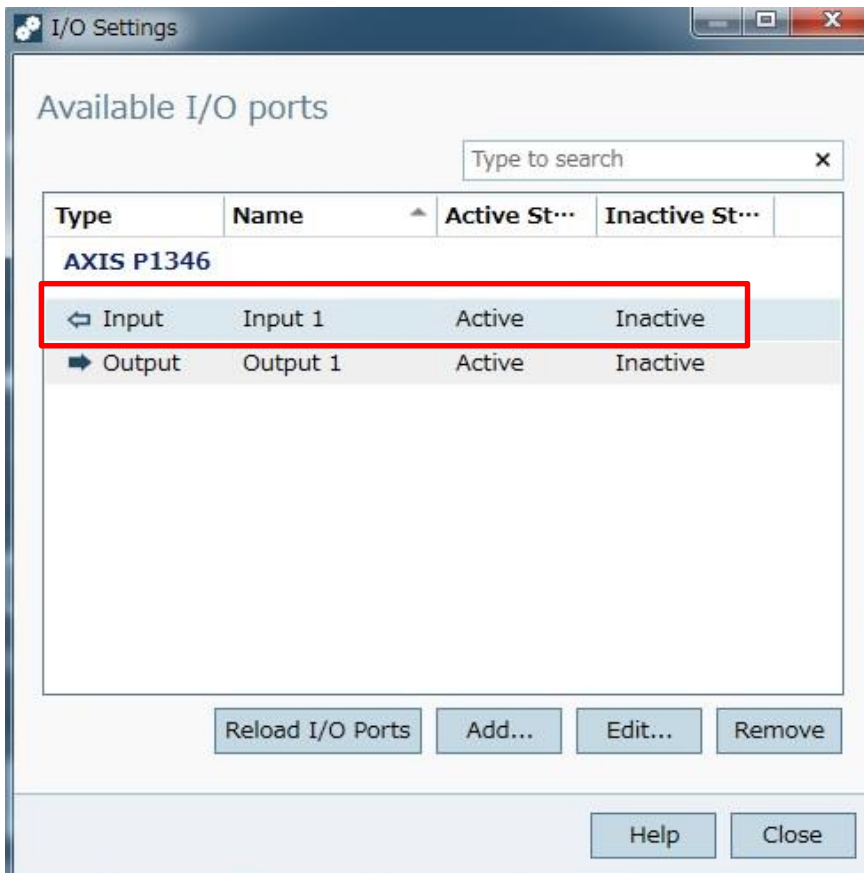 I/O Settings
Available I/O ports
Type to search
Type Name Active St··· Inactive St···
AXIS P1346
Input Input 1 Active Inactive
Output Output 1 Active Inactive
Reload I/O Ports Add... Edit... Remove
Help Close